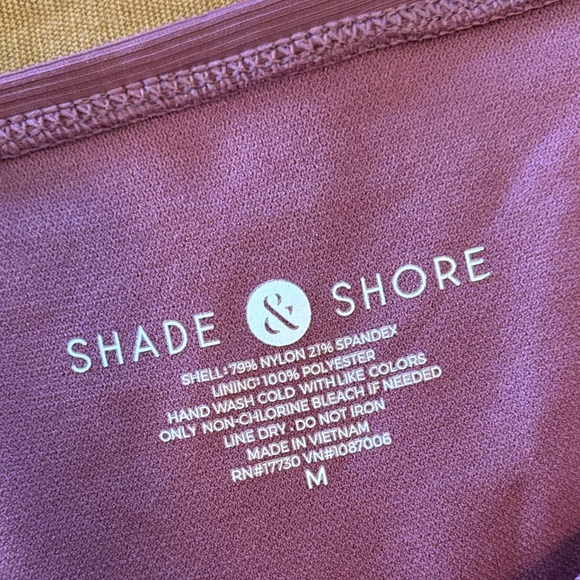 SHADE & SHORE
SHELL: 79% NYLON 21% SPANDEX
LINING: 100% POLYESTER
HAND WASH COLD WITH LIKE COLORS
ONLY NON-CHLORINE BLEACH IF NEEDED
LINE DRY . DO NOT IRON
MADE IN VIETNAM
RN#17730 VN#1087006
M